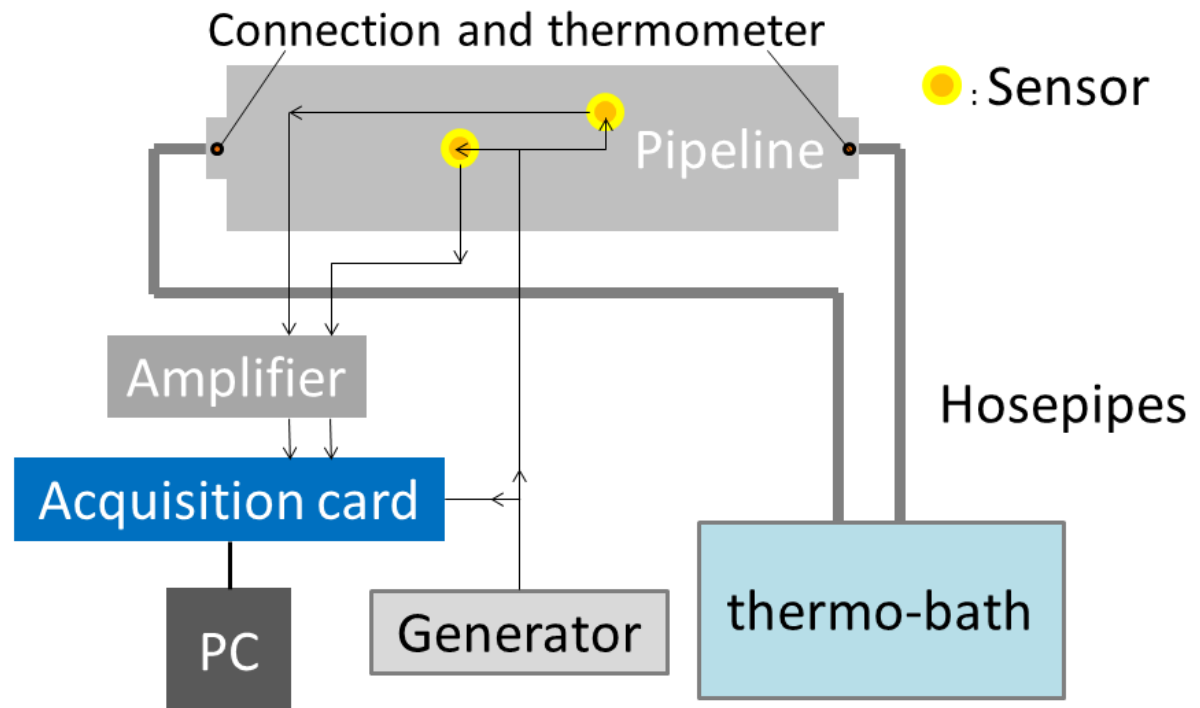 Connection and thermometer
: Sensor
Pipeline
Amplifier
Hosepipes
Acquisition card
thermo-bath
Generator
PC